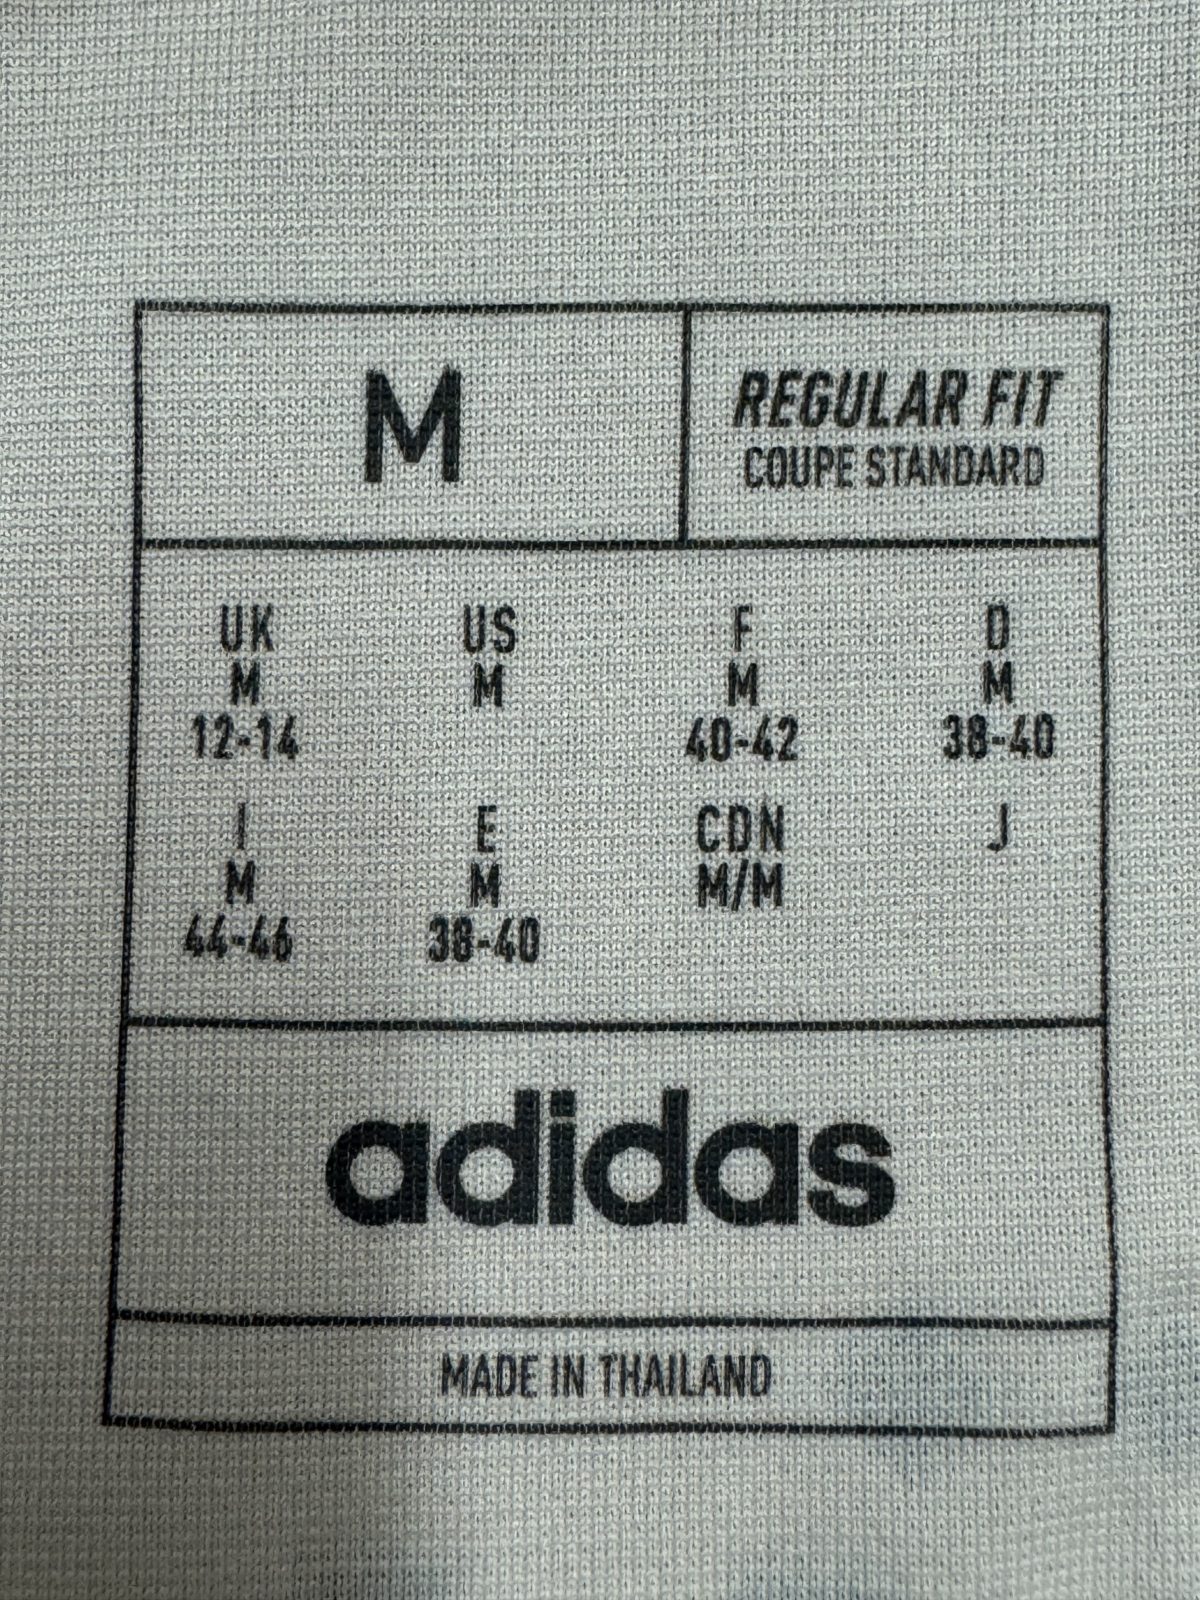 M
REGULAR FIT
COUPE STANDARD
UK US F D
M M M M
12-14 40-42 38-40
I E CDN J
M M M/M
44-46 38-40
adidas
MADE IN THAILAND